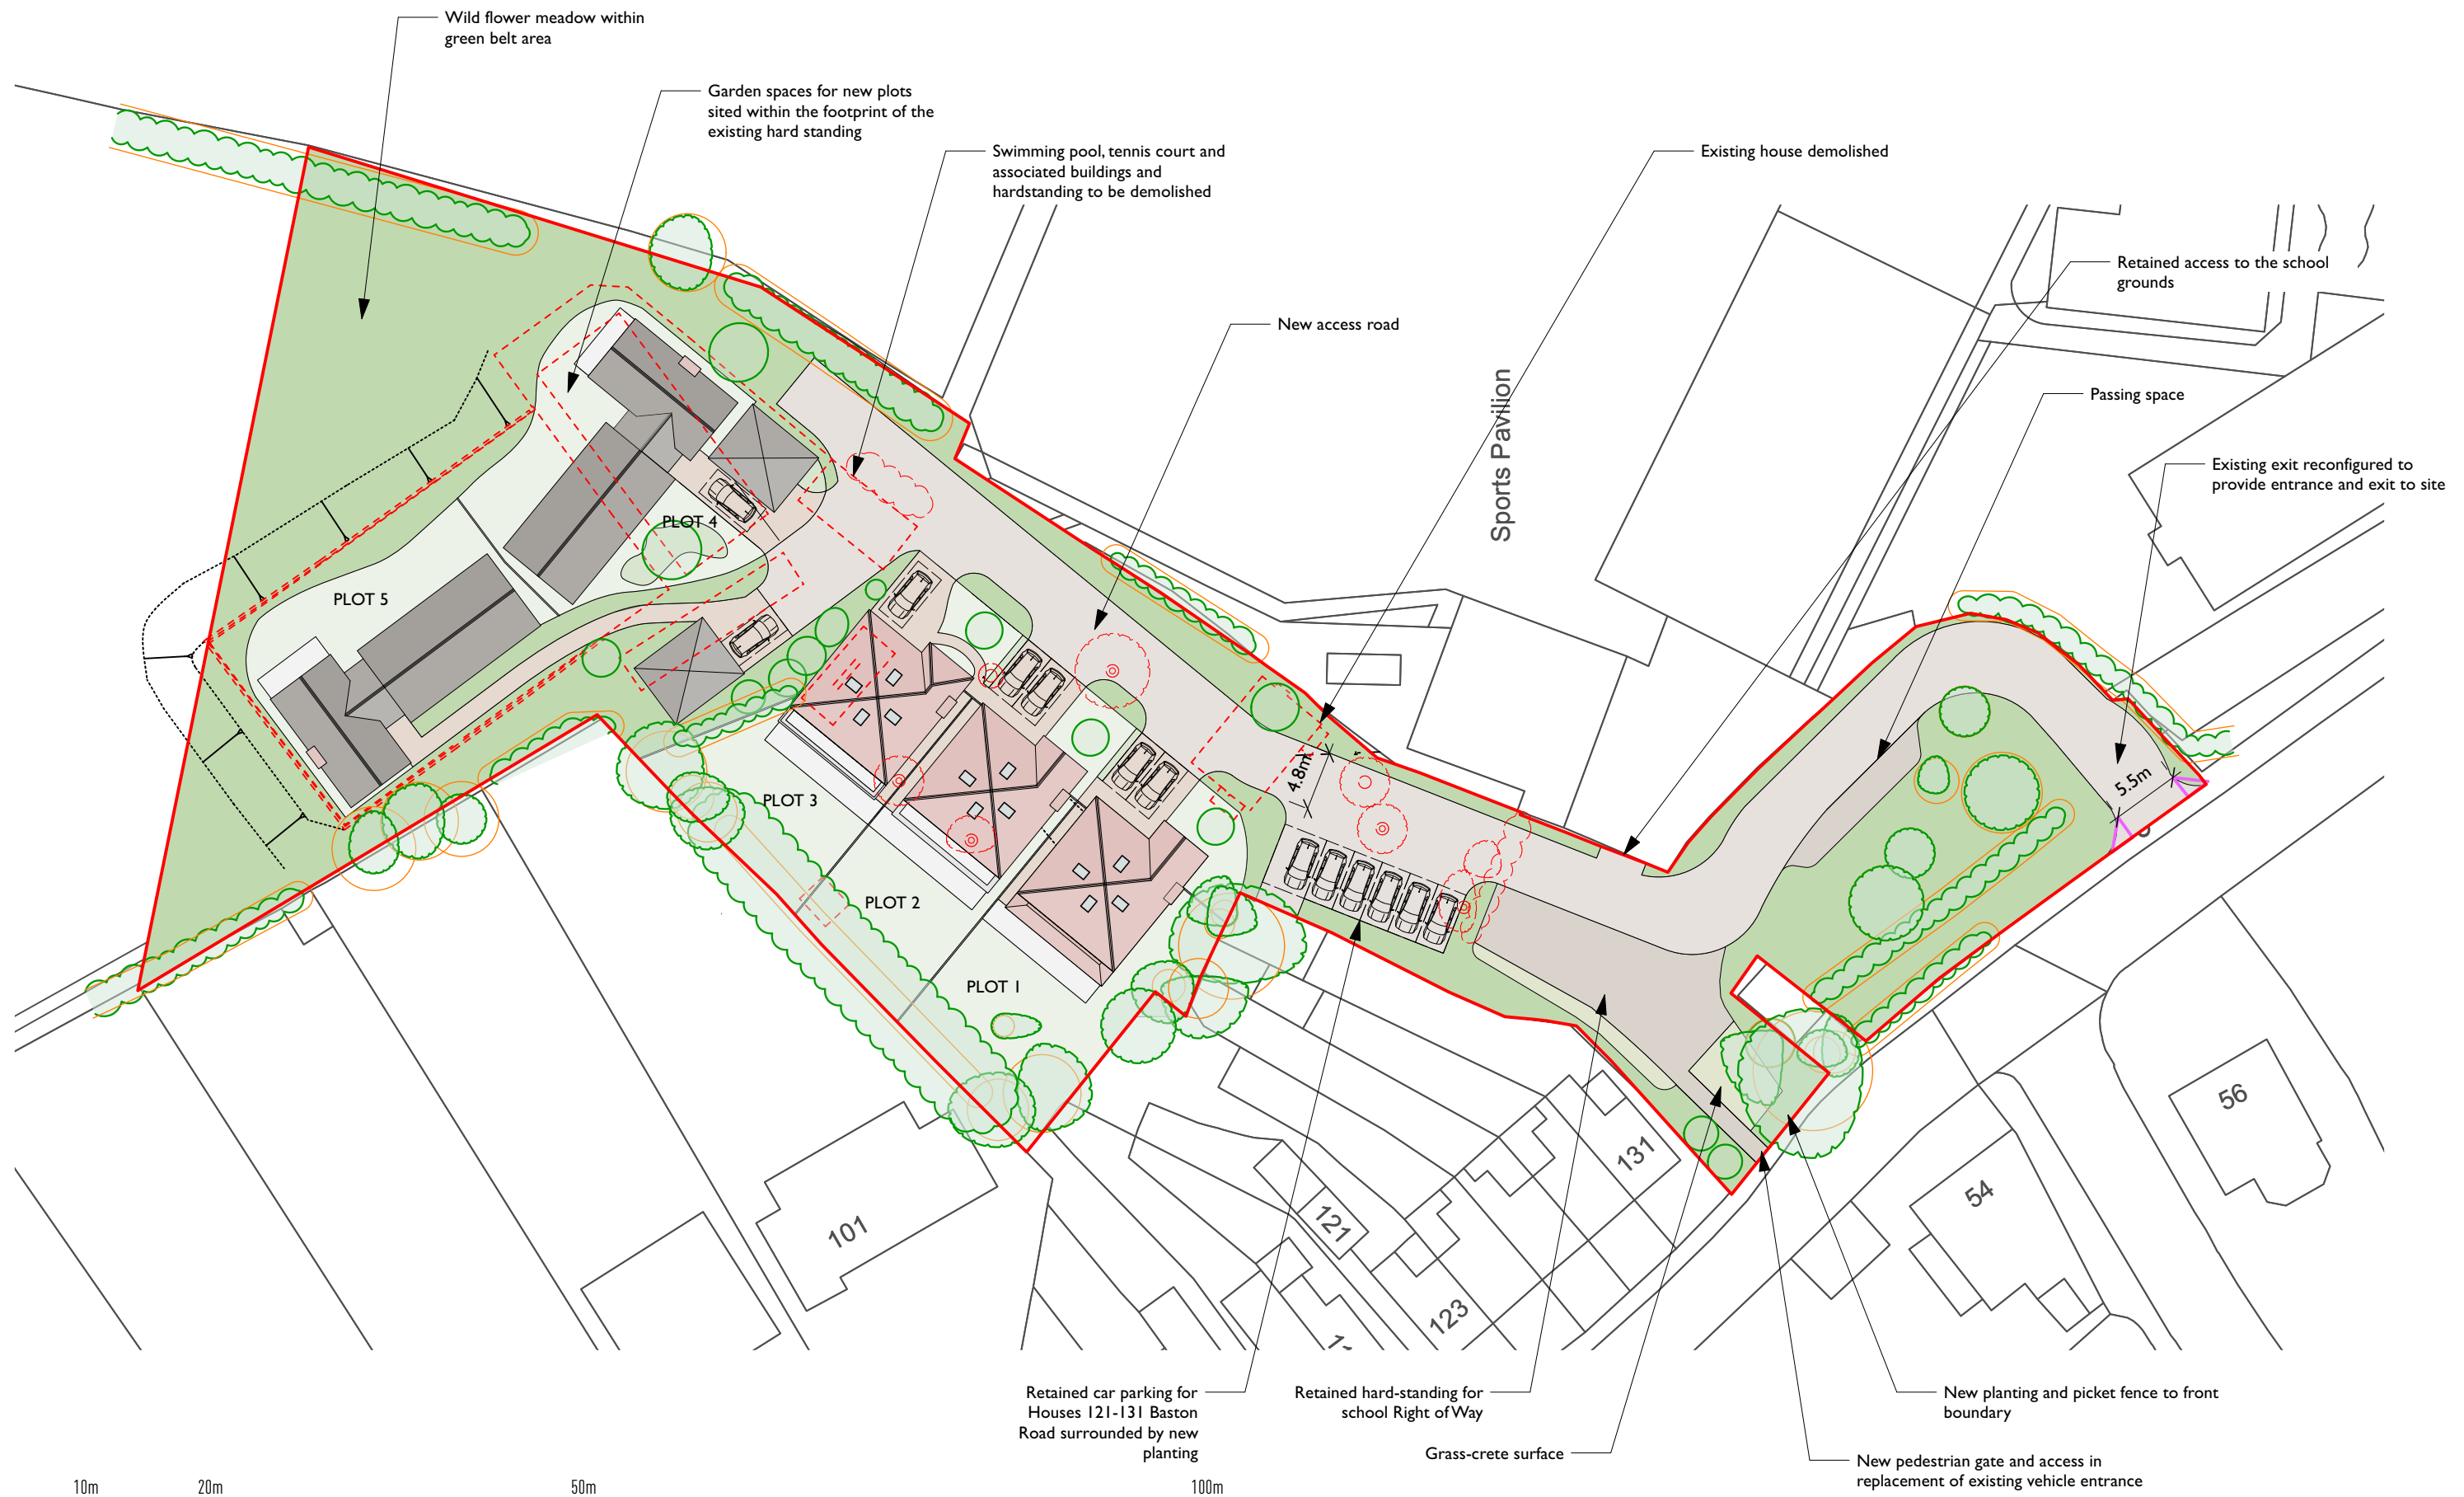 Wild flower meadow within
green belt area
Garden spaces for new plots
sited within the footprint of the
existing hard standing
Swimming pool, tennis court and
associated buildings and
hardstanding to be demolished
Existing house demolished
Retained access to the school
grounds
New access road
Passing space
Sports Pavilion
Existing exit reconfigured to
provide entrance and exit to site
PLOT 4
PLOT 5
4.8m
5.5m
PLOT 3
PLOT 2
PLOT 1
56
131
54
101
121
123
Retained car parking for
Houses 121-131 Baston
Road surrounded by new
planting
Retained hard-standing for
school Right of Way
Grass-crete surface
New planting and picket fence to front
boundary
New pedestrian gate and access in
replacement of existing vehicle entrance
10m
20m
50m
100m